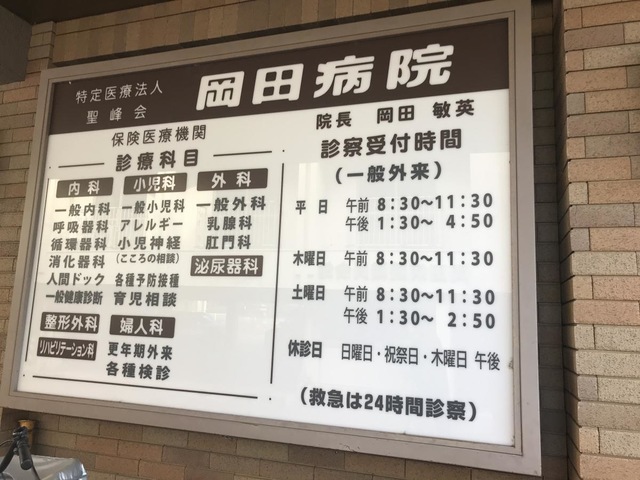 特定医療法人
聖峰会
岡田病院
保険医療機関
診療科目
内科
一般内科
呼吸器科
循環器科
消化器科
人間ドック
一般健康診断
小児科
一般小児科
アレルギー
小児神経
(こころの相談)
各種予防接種
育児相談
外科
一般外科
乳腺科
肛門科
泌尿器科
整形外科
リハビリテーション科
婦人科
更年期外来
各種検診
院長 岡田 敏英
診察受付時間
(一般外来)
平日 午前 8:30~11:30
午後 1:30~ 4:50
木曜日 午前 8:30~11:30
土曜日 午前 8:30~11:30
午後 1:30~ 2:50
休診日 日曜日・祝祭日・木曜日 午後
(救急は24時間診察)